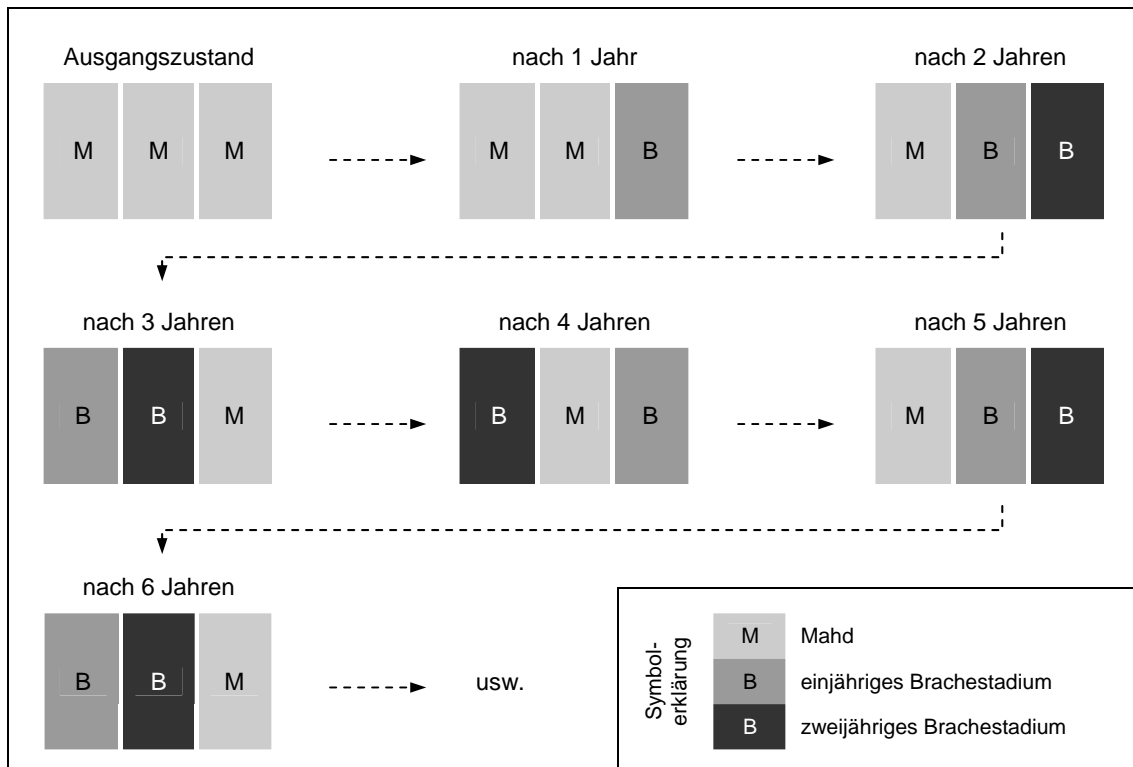 Ausgangszustand nach 1 Jahr nach 2 Jahren
M M M M M B M B B
nach 3 Jahren nach 4 Jahren nach 5 Jahren
B B M B M B M B B
nach 6 Jahren
B B M usw.
Symbol-
erklärung
M Mahd
B einjähriges Brachestadium
B zweijähriges Brachestadium